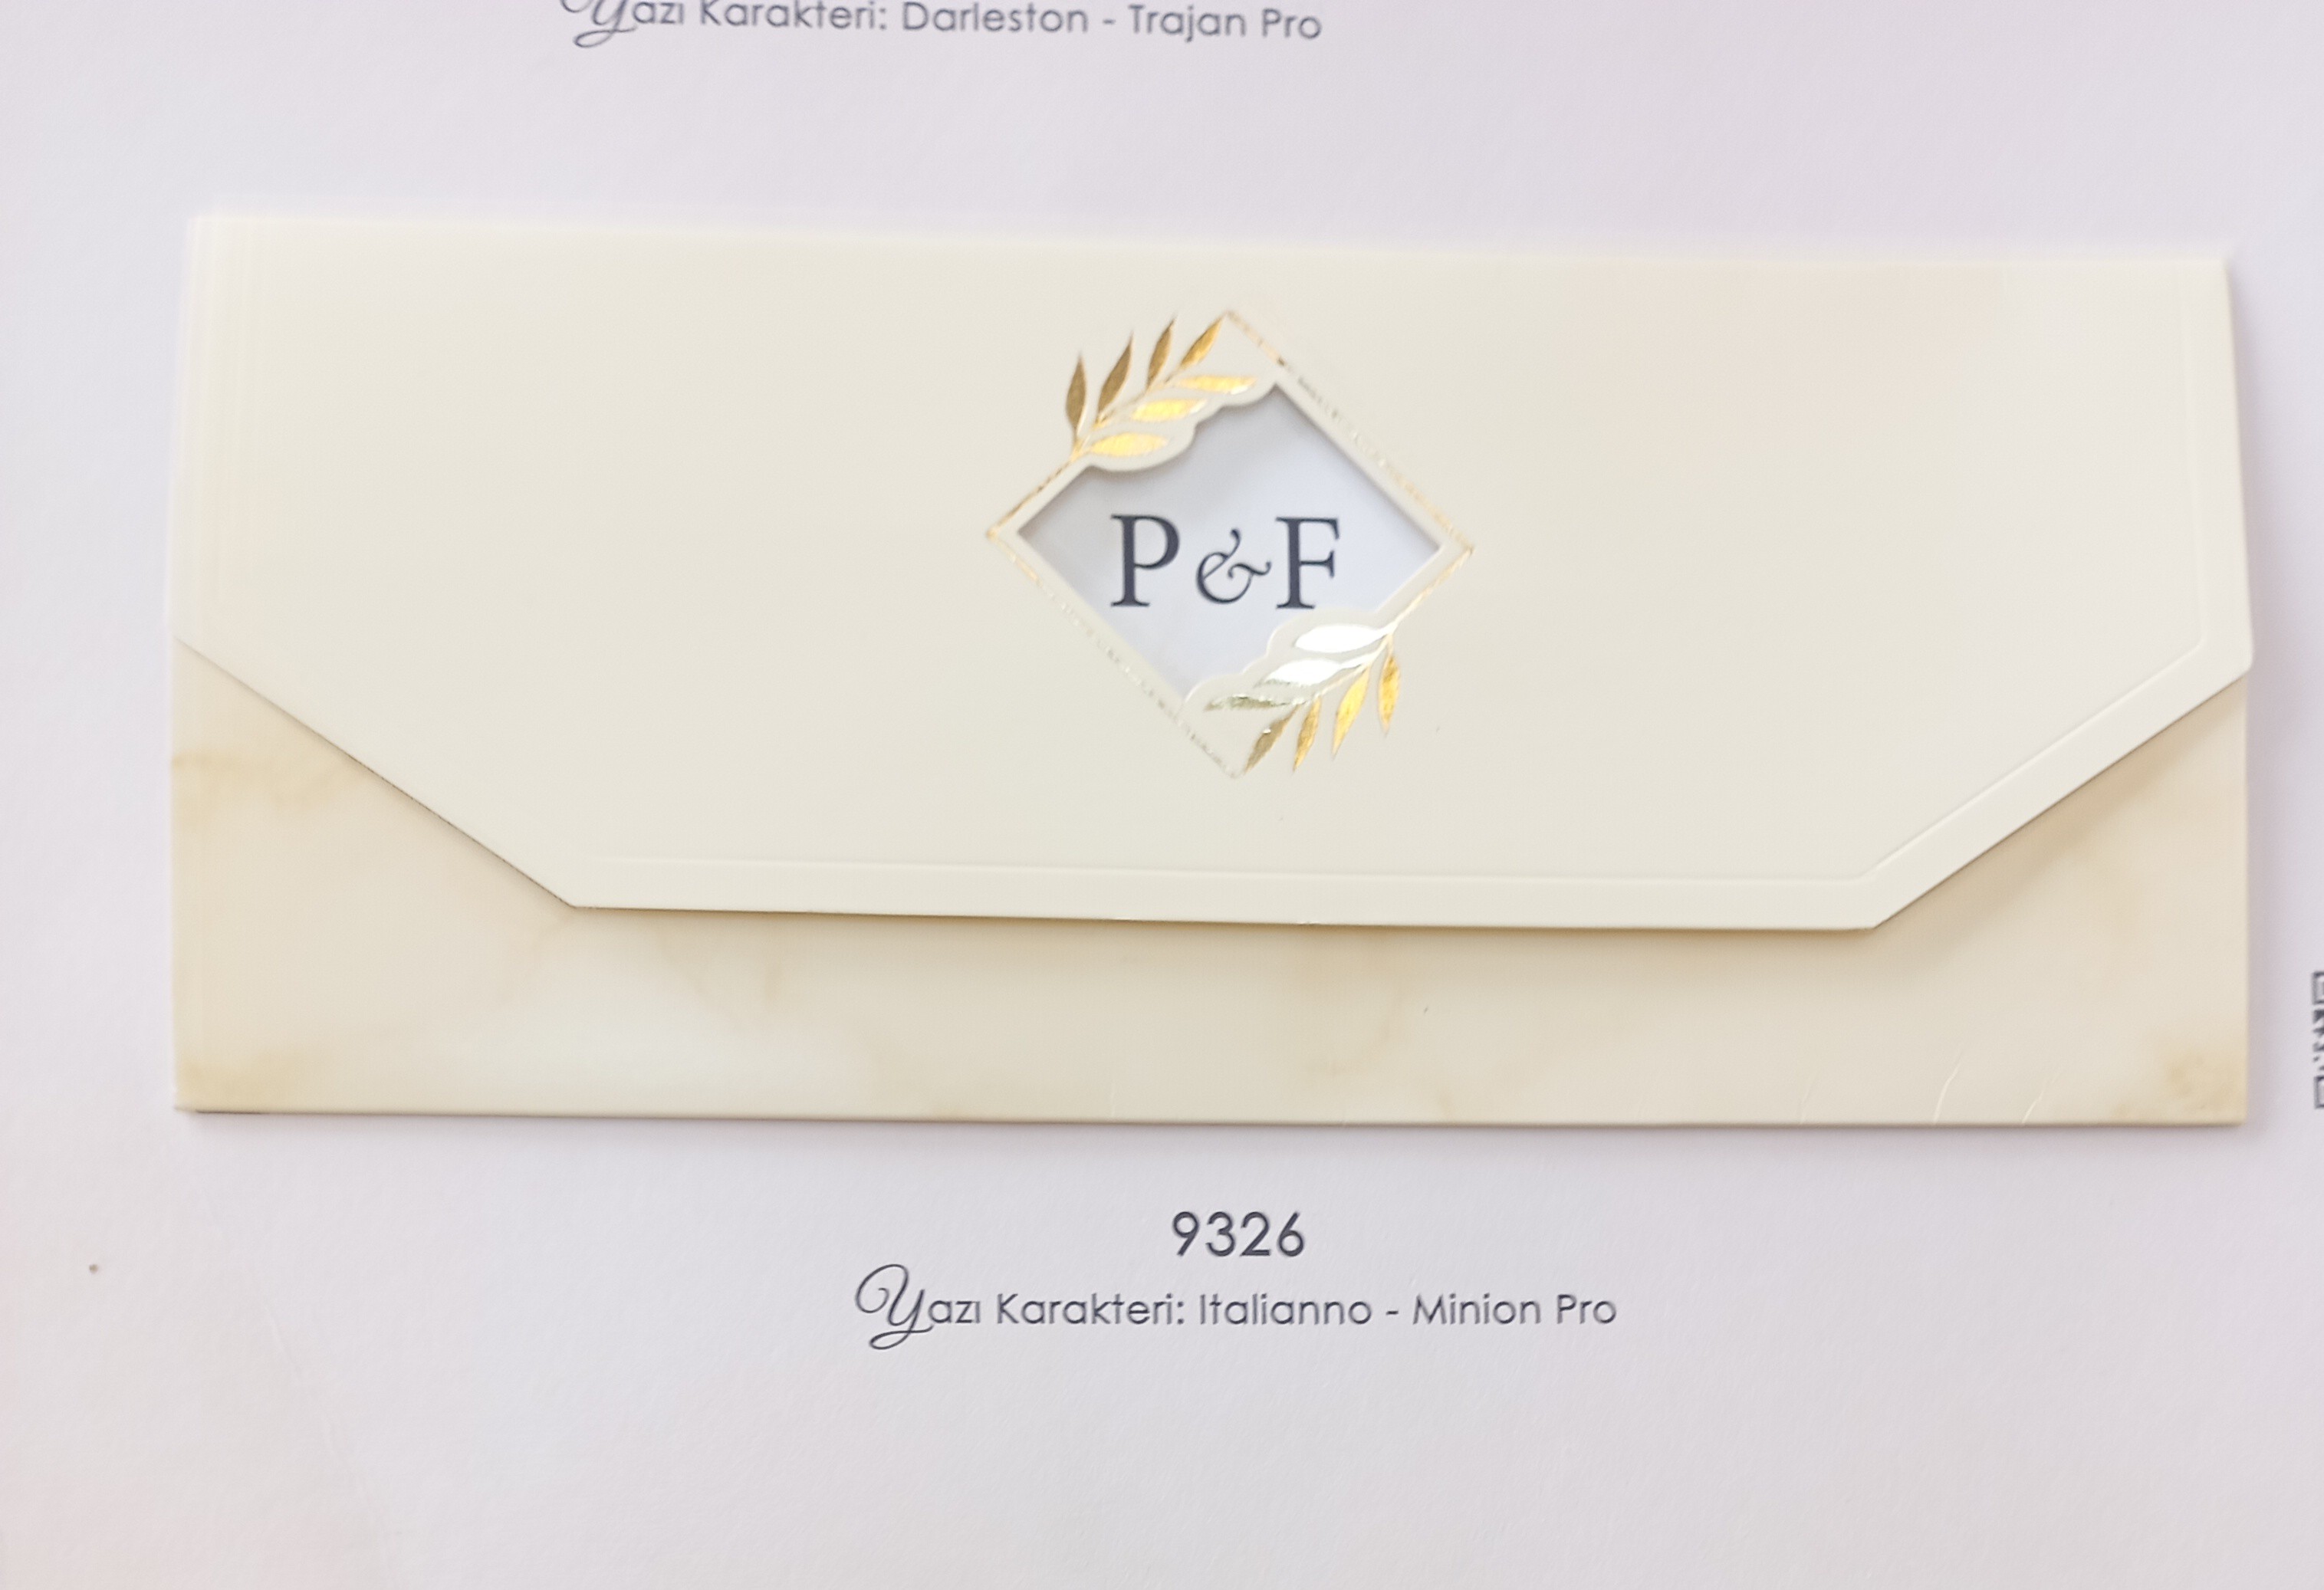 Yazı Karakteri: Darleston - Trajan Pro
P & F
9326
Yazı Karakteri: Italianno - Minion Pro